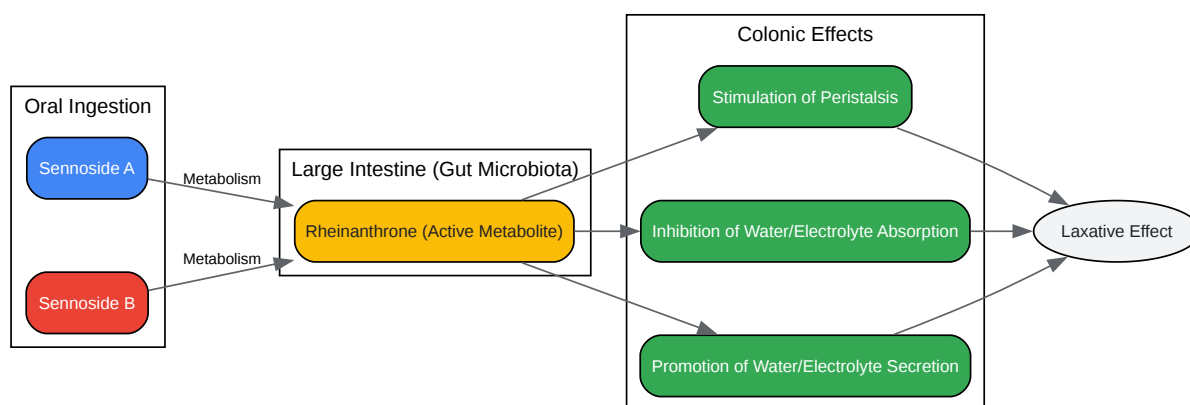 Oral Ingestion
Sennoside A
Sennoside B
Metabolism
Metabolism
Large Intestine (Gut Microbiota)
Rheinanthrone (Active Metabolite)
Colonic Effects
Stimulation of Peristalsis
Inhibition of Water/Electrolyte Absorption
Promotion of Water/Electrolyte Secretion
Laxative Effect